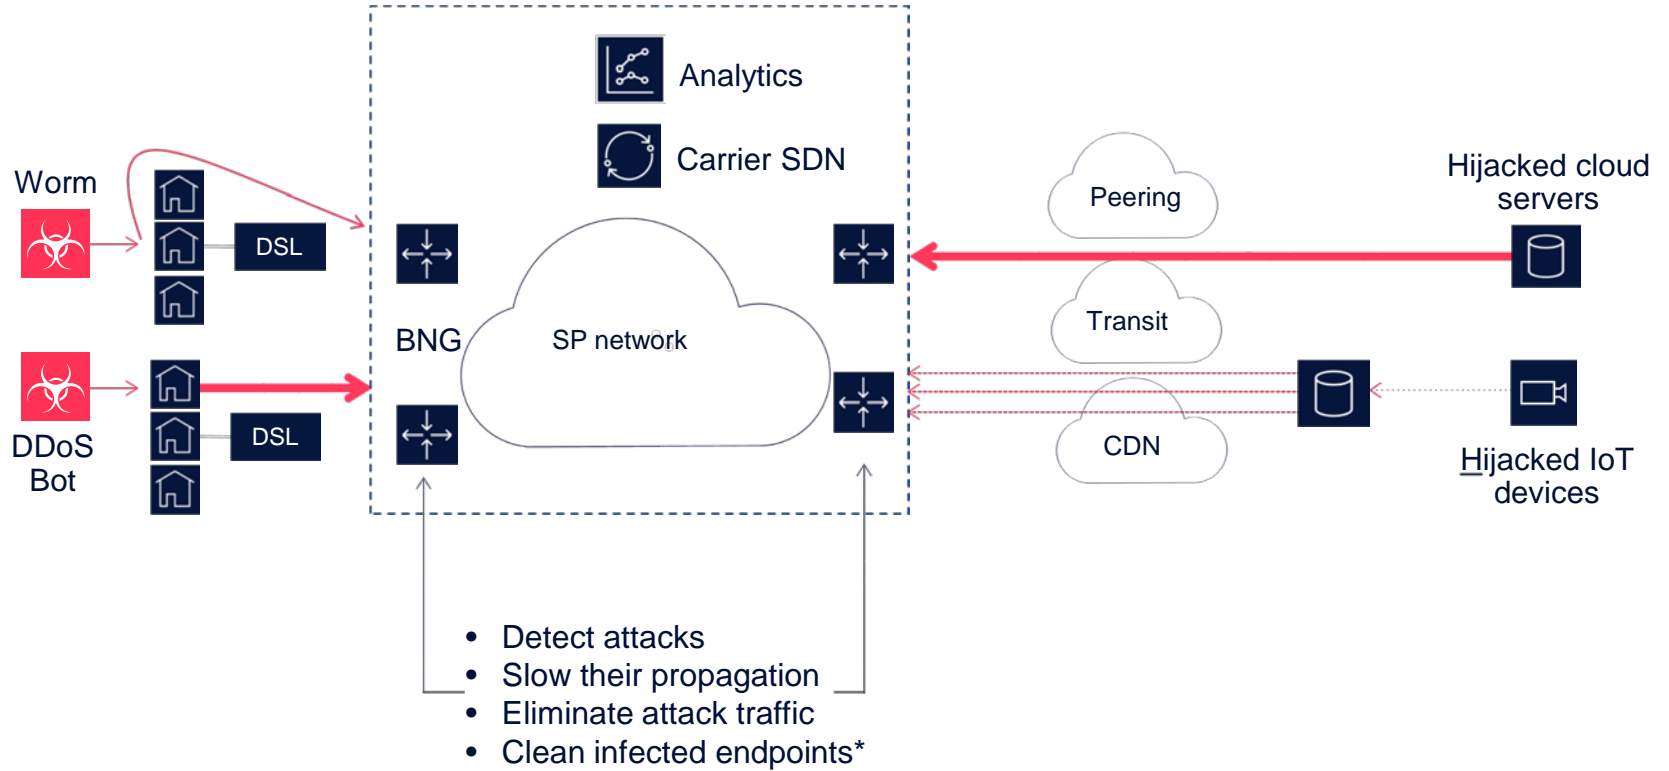 Analytics
Carrier SDN
Worm
DSL
BNG
SP network
DDoS
Bot
DSL
Peering
Transit
CDN
Hijacked cloud
servers
Hijacked IoT
devices
• Detect attacks
• Slow their propagation
• Eliminate attack traffic
• Clean infected endpoints*